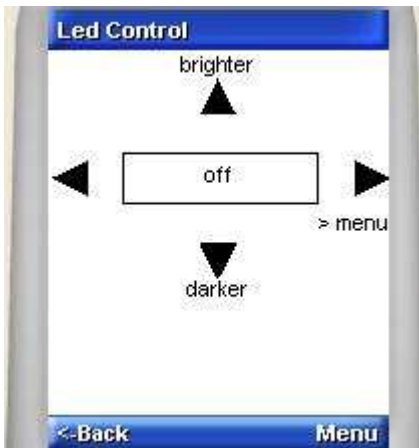 Led Control
brighter
off
> menu
darker
<-Back Menu